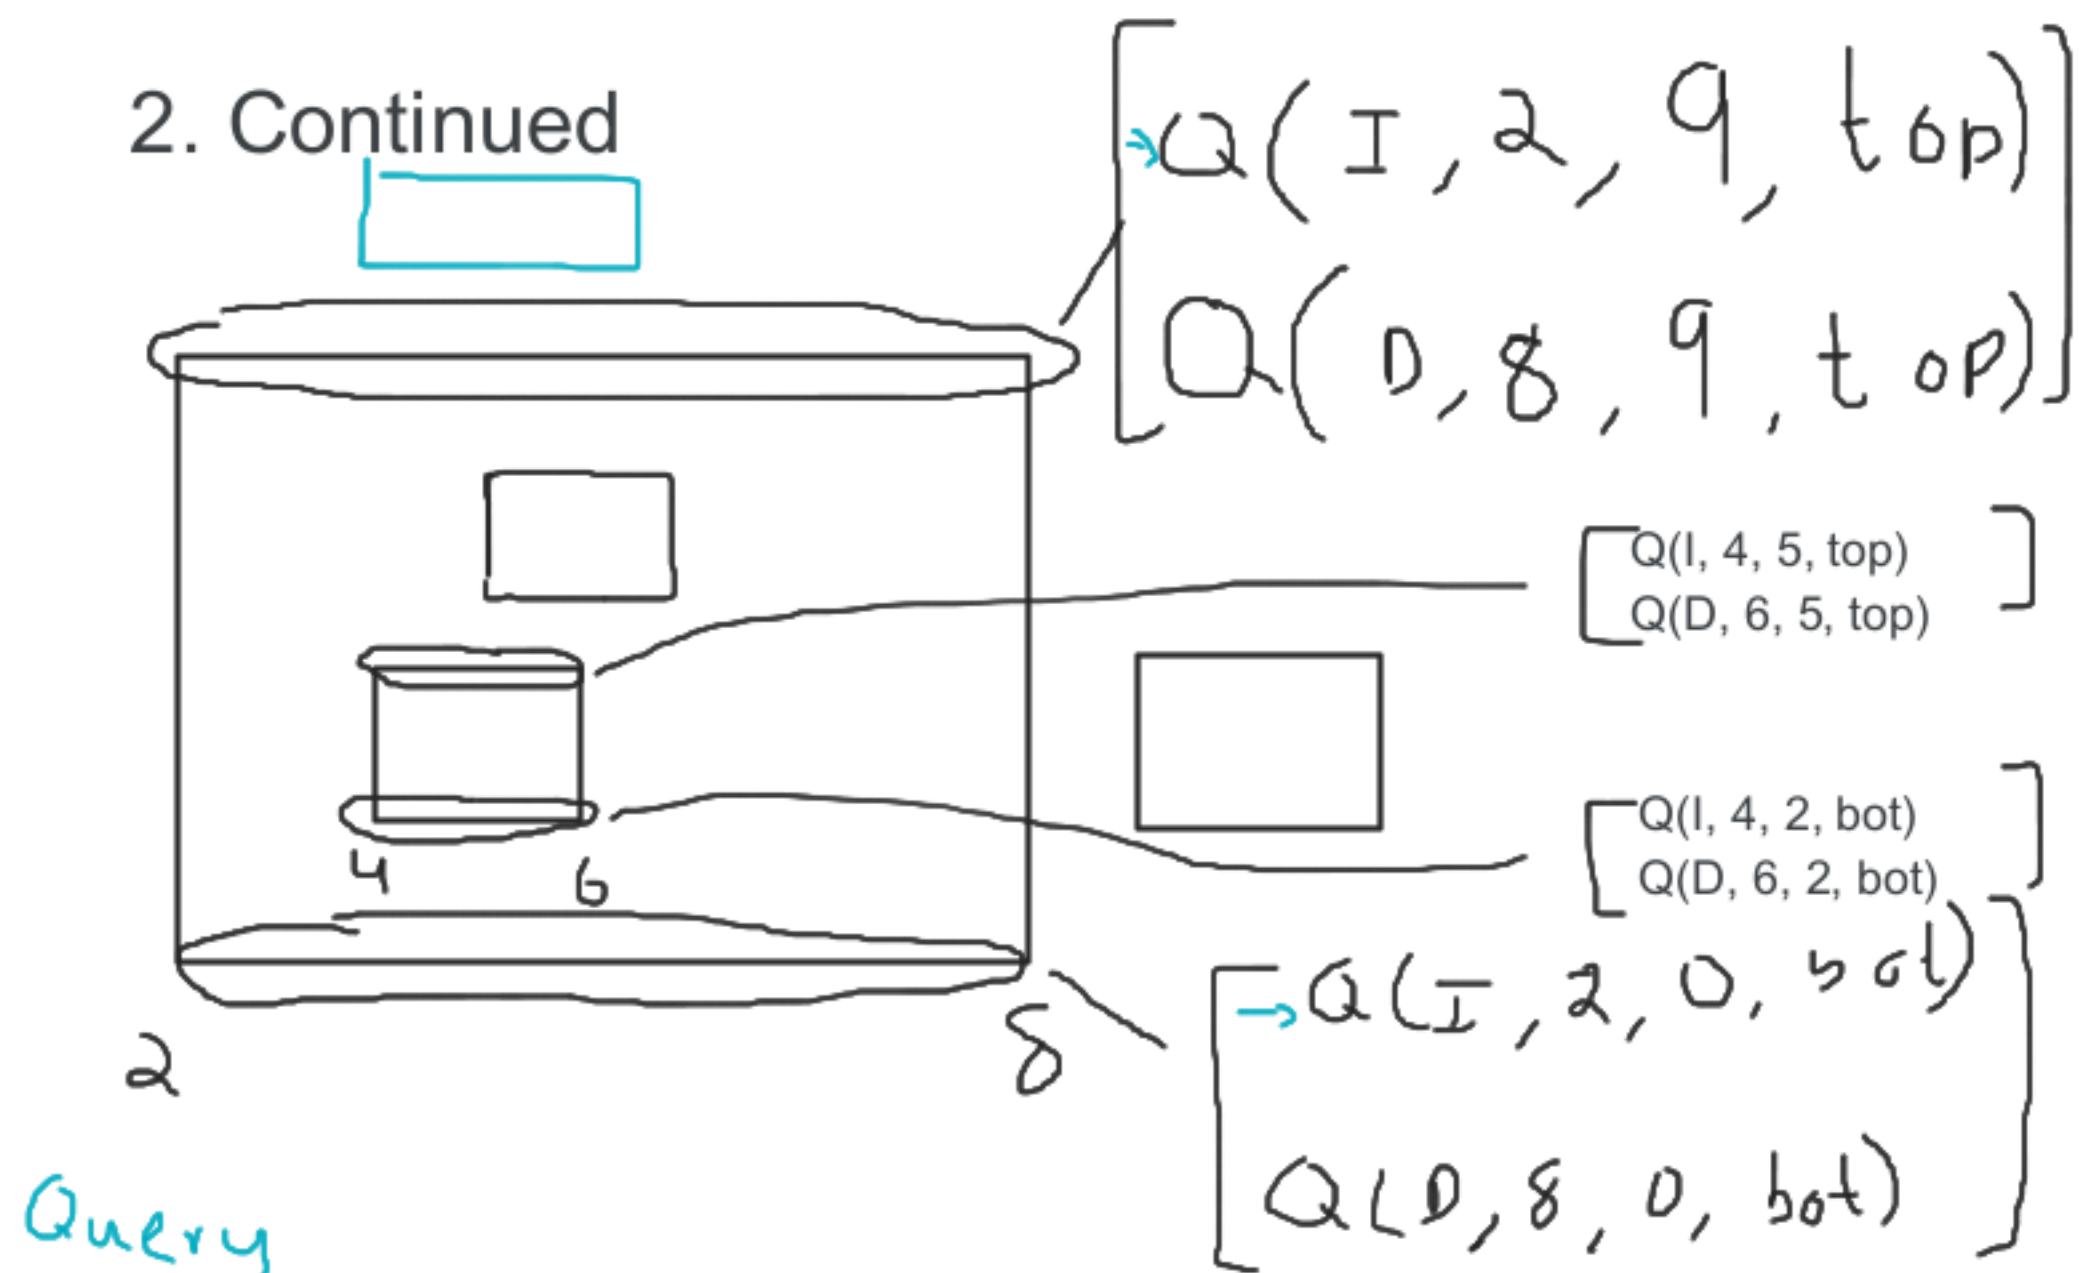 2. Continued
Q(I, 2, 9, top)
Q(D, 8, 9, top)
Q(I, 4, 5, top)
Q(D, 6, 5, top)
Q(I, 4, 2, bot)
Q(D, 6, 2, bot)
4 6
Q(I, 2, 0, bot)
2 8
Q(D, 8, 0, bot)
Query